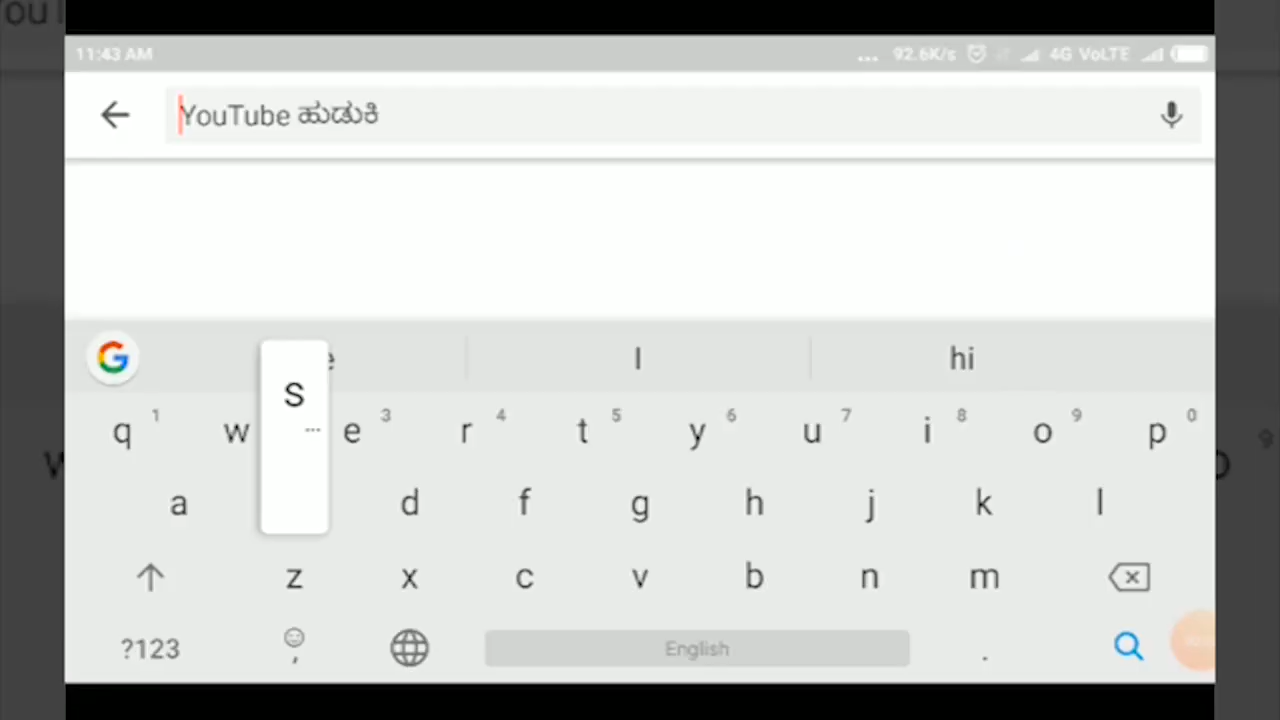 11:43 AM ... 92.6K/s 4G VoLTE
YouTube ಹುಡುಕಿ
I hi
q 1 w e 3 r 4 t 5 y 6 u 7 i 8 o 9 p 0
S
a d f g h j k l
z x c v b n m
?123 , English .